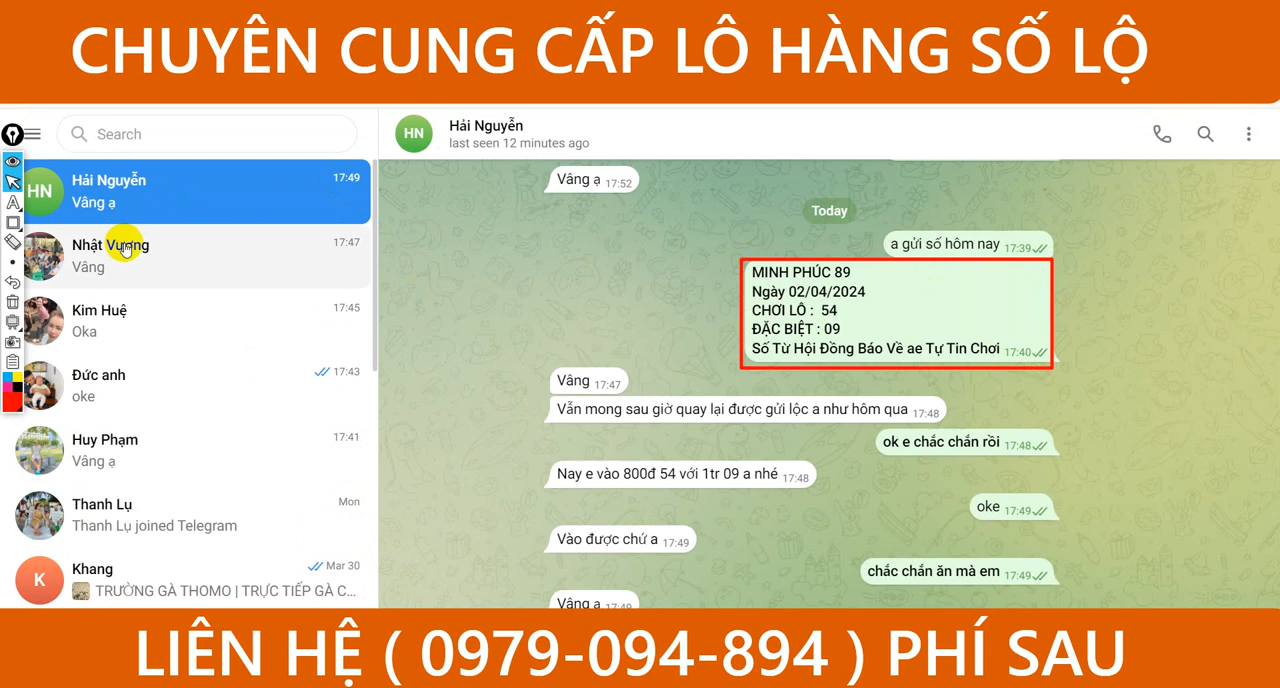 CHUYÊN CUNG CẤP LÔ HÀNG SỐ LỘ
Search
Hải Nguyễn
17:49
HN
Vâng ạ
Nhật Vượng
17:47
Vâng
Kim Huệ
17:45
Oka
Đức anh
17:43
oke
Huy Phạm
17:41
Vâng ạ
Thanh Lụ
Mon
Thanh Lụ joined Telegram
Khang
Mar 30
K
TRƯỜNG GÀ THOMO | TRỰC TIẾP GÀ C...
HN
Hải Nguyễn
last seen 12 minutes ago
Vâng ạ 17:52
Today
a gửi số hôm nay 17:39
MINH PHÚC 89
Ngày 02/04/2024
CHƠI LÔ : 54
ĐẶC BIỆT : 09
Số Từ Hội Đồng Báo Về ae Tự Tin Chơi 17:40
Vâng 17:47
Vẫn mong sau giờ quay lại được gửi lộc a như hôm qua 17:48
ok e chắc chắn rồi 17:48
Nay e vào 800đ 54 với 1tr 09 a nhé 17:48
oke 17:49
Vào được chứ a 17:49
chắc chắn ăn mà em 17:49
Vâng ạ 17:49
LIÊN HỆ ( 0979-094-894 ) PHÍ SAU